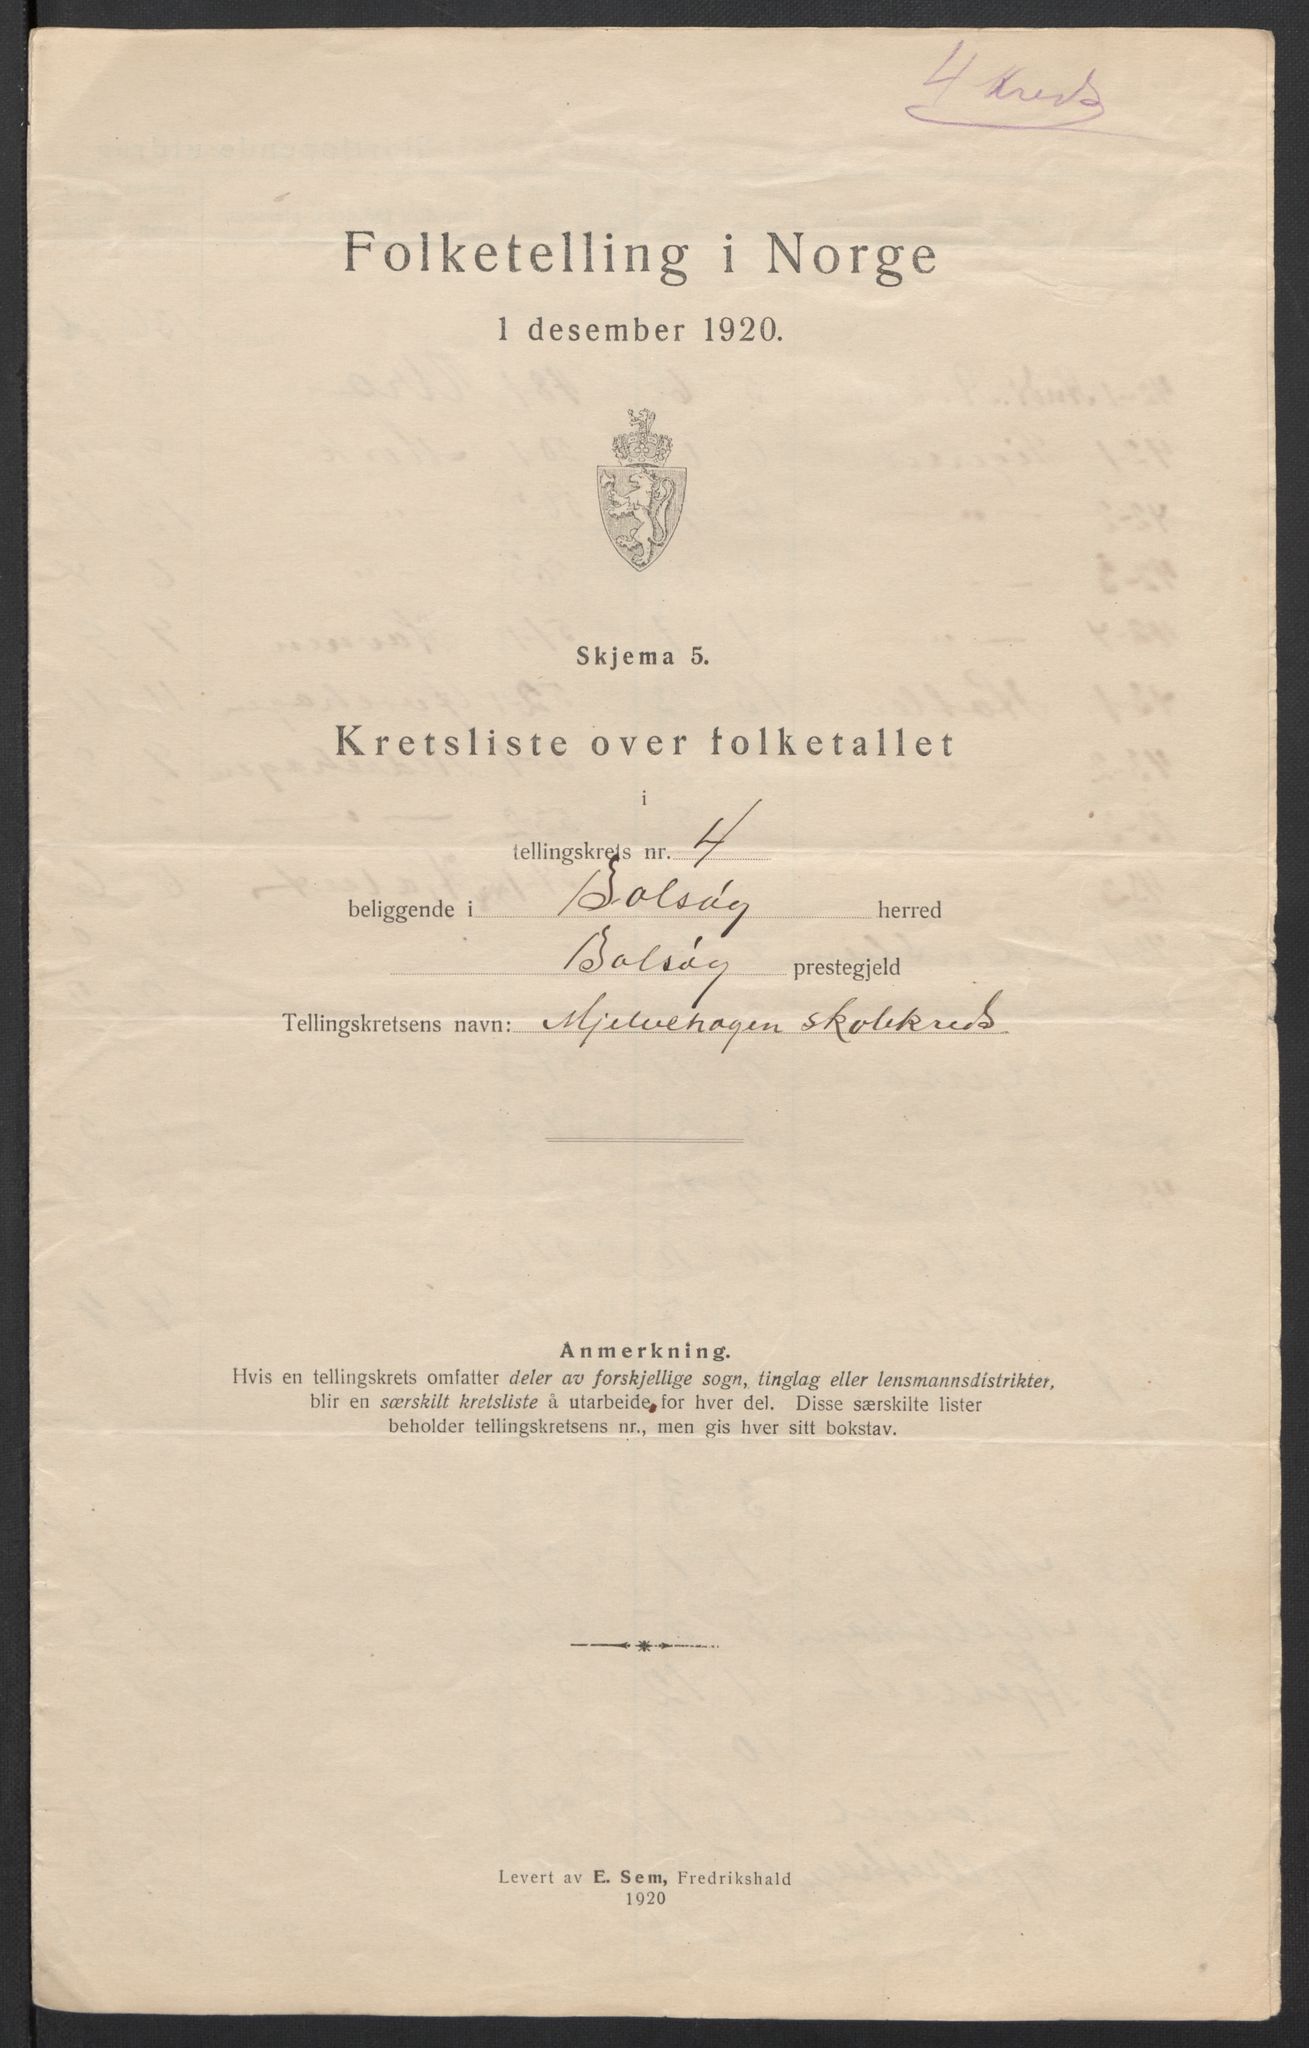 4 Kreds
Folketelling i Norge
1 desember 1920.
Skjema 5.
Kretsliste over folketallet
i
tellingskrets nr. 4
beliggende i Bolsøy herred
Bolsøy prestegjeld
Tellingskretsens navn: Mjelvehagen skolekreds
Anmerkning.
Hvis en tellingskrets omfatter deler av forskjellige sogn, tinglag eller lensmannsdistrikter,
blir en særskilt kretsliste å utarbeide for hver del. Disse særskilte lister
beholder tellingskretsens nr., men gis hver sitt bokstav.
Levert av E. Sem, Fredrikshald
1920